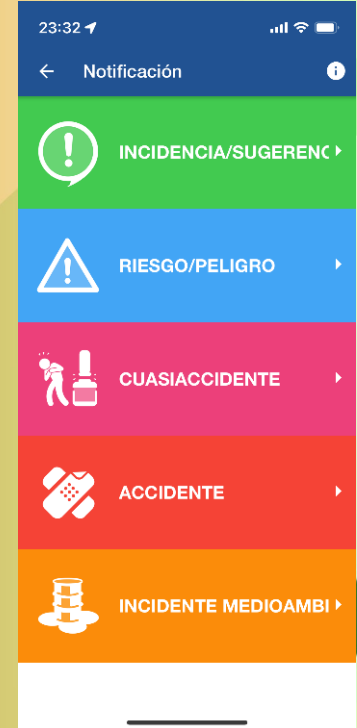 23:32
Notificación
INCIDENCIA/SUGERENC
RIESGO/PELIGRO
CUASIACCIDENTE
ACCIDENTE
INCIDENTE MEDIOAMBI